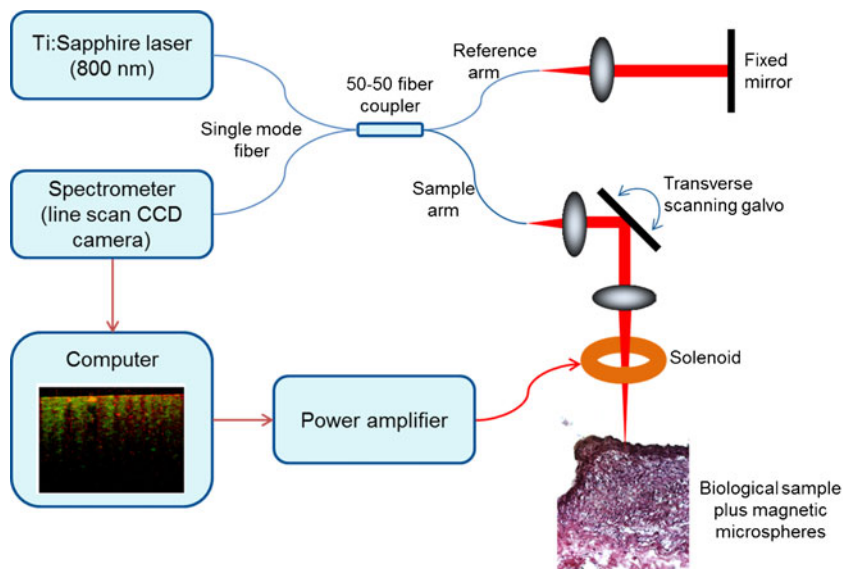 Ti:Sapphire laser
(800 nm)
50-50 fiber
coupler
Reference
arm
Fixed
mirror
Single mode
fiber
Spectrometer
(line scan CCD
camera)
Sample
arm
Transverse
scanning galvo
Computer
Solenoid
Power amplifier
Biological sample
plus magnetic
microspheres